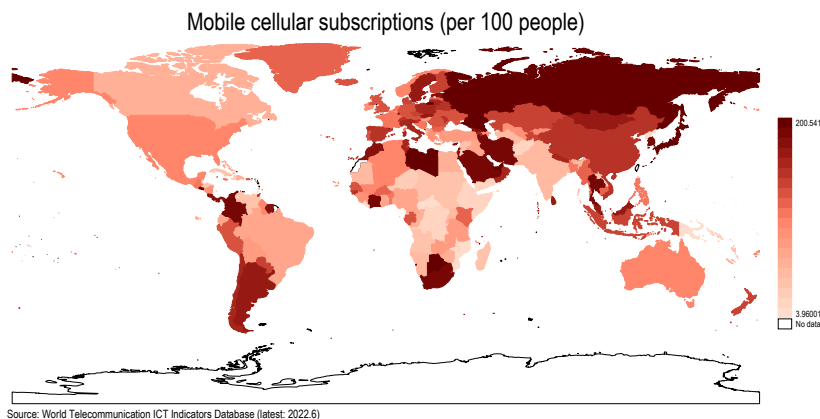 Mobile cellular subscriptions (per 100 people)
200.541
3.96001
No data
Source: World Telecommunication ICT Indicators Database (latest: 2022.6)